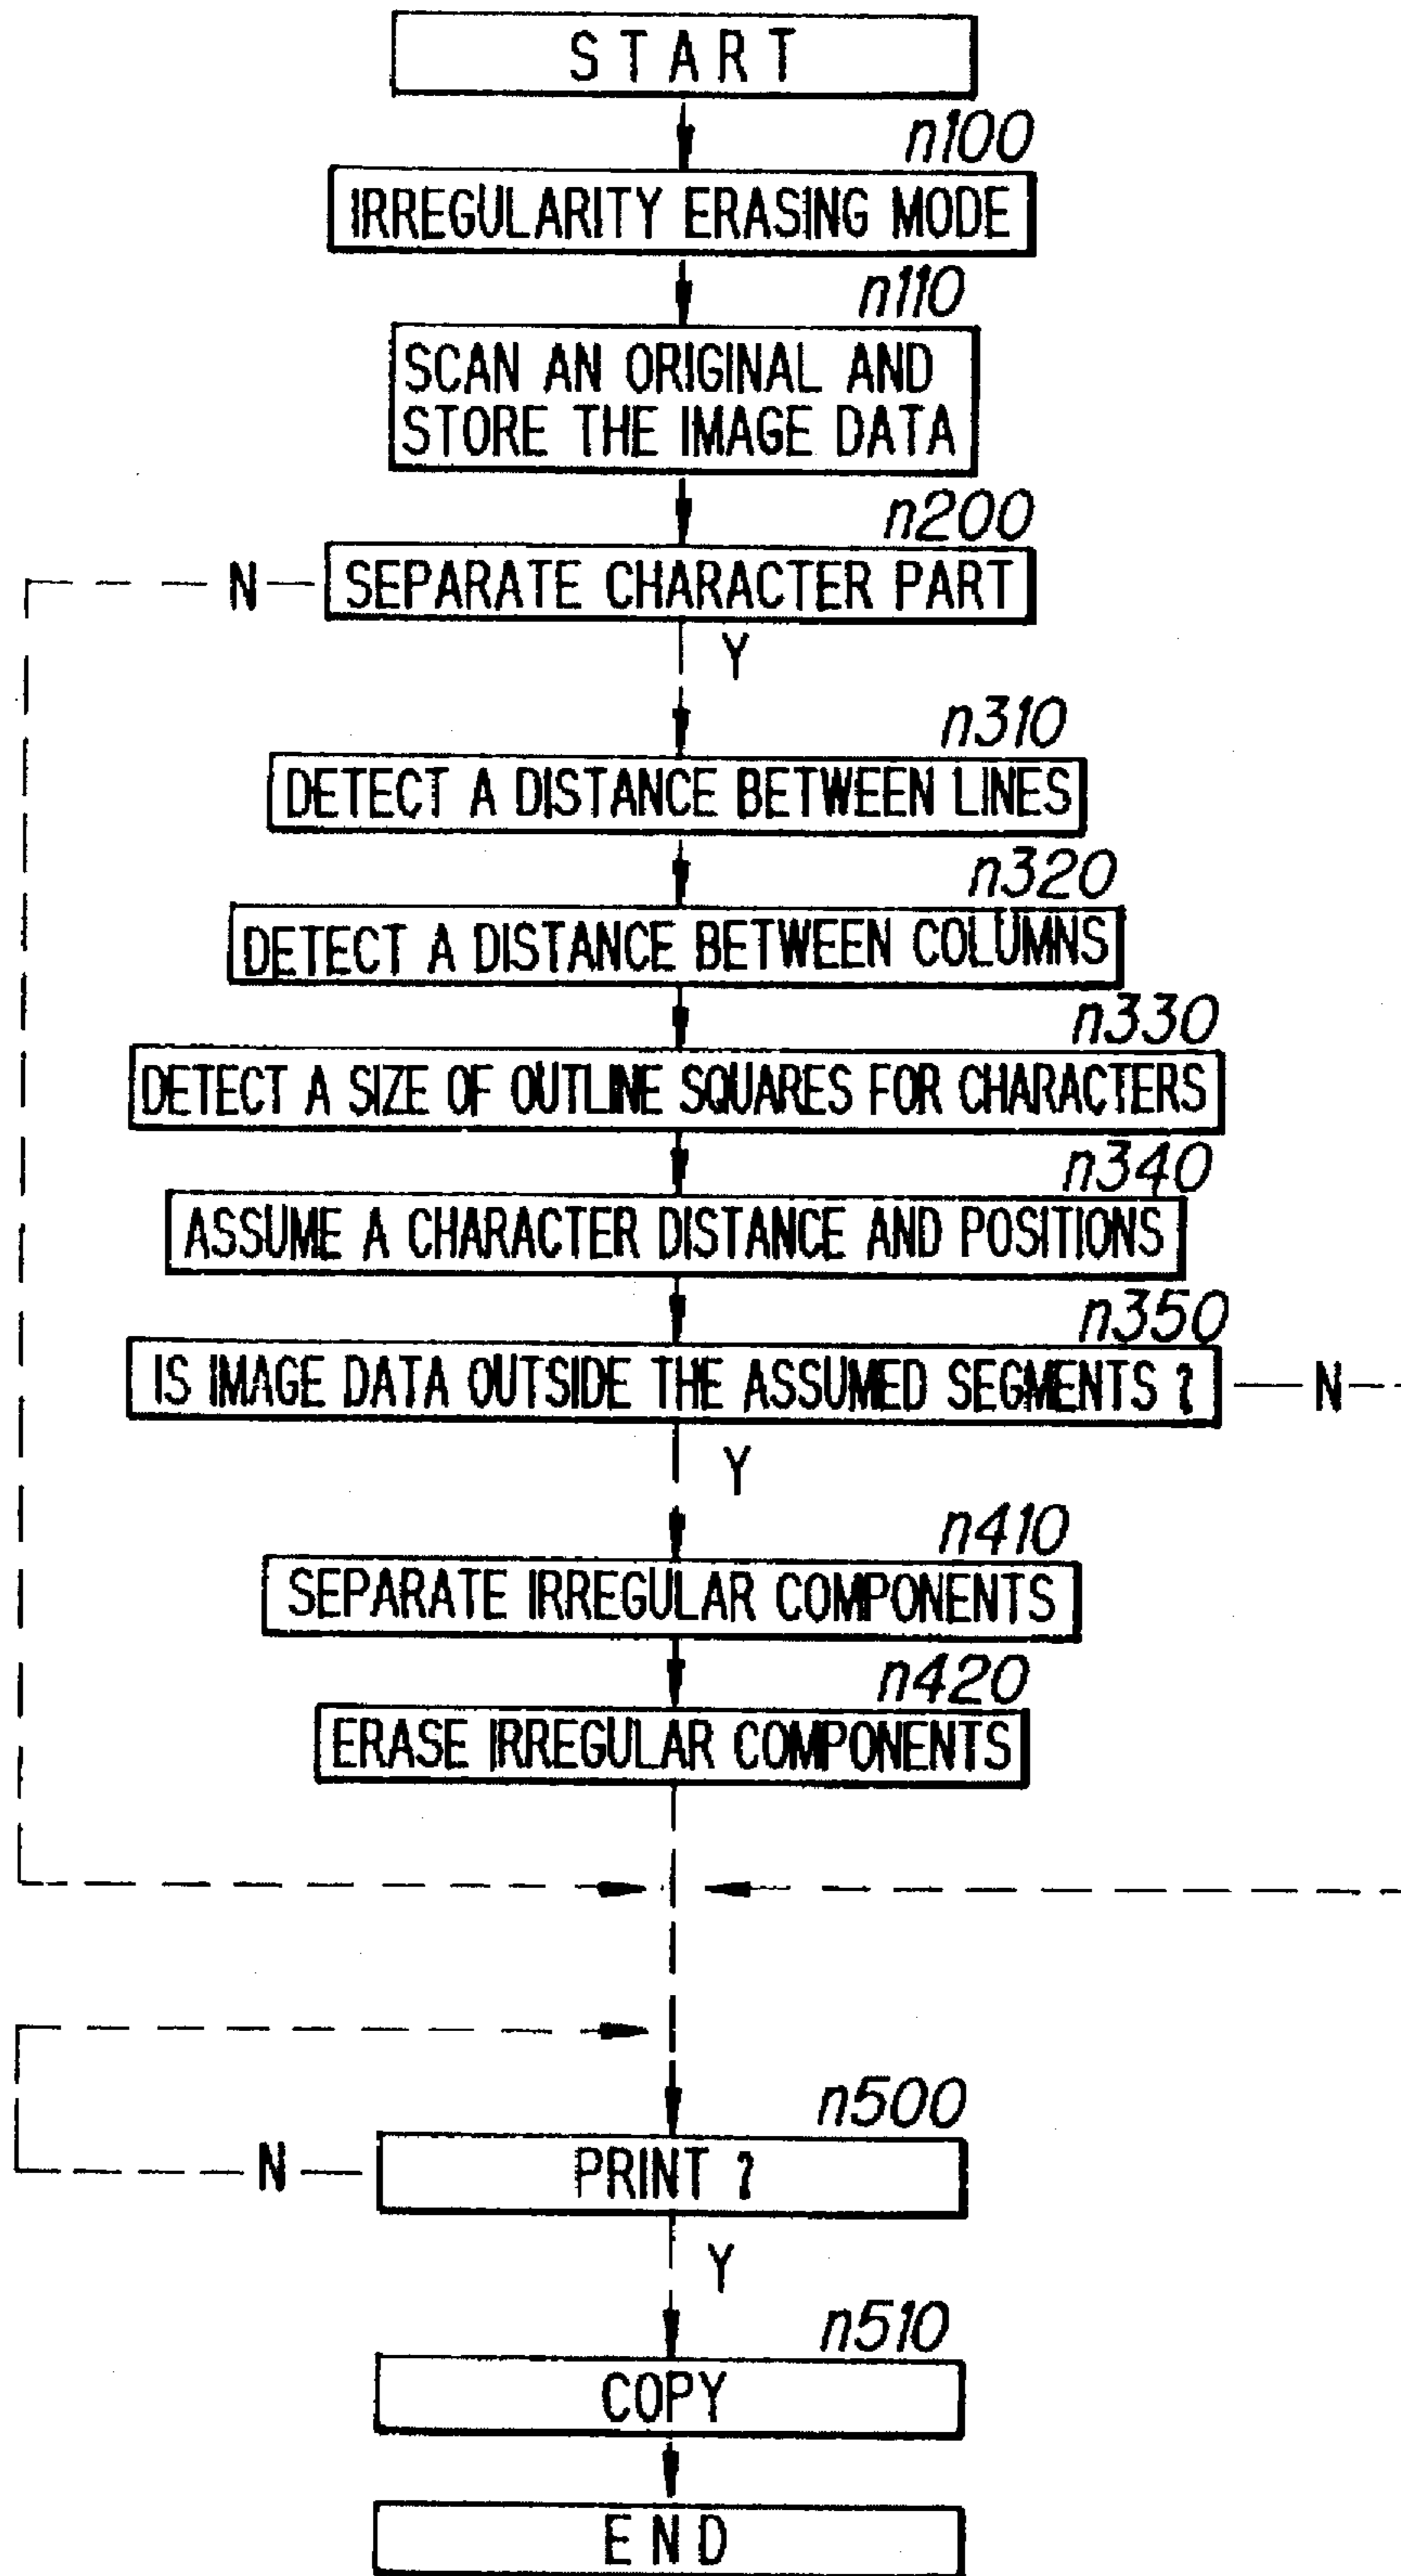 START
n100
IRREGULARITY ERASING MODE
n110
SCAN AN ORIGINAL AND
STORE THE IMAGE DATA
n200
N
SEPARATE CHARACTER PART
Y
n310
DETECT A DISTANCE BETWEEN LINES
n320
DETECT A DISTANCE BETWEEN COLUMNS
n330
DETECT A SIZE OF OUTLINE SQUARES FOR CHARACTERS
n340
ASSUME A CHARACTER DISTANCE AND POSITIONS
n350
IS IMAGE DATA OUTSIDE THE ASSUMED SEGMENTS ?
N
Y
n410
SEPARATE IRREGULAR COMPONENTS
n420
ERASE IRREGULAR COMPONENTS
n500
N
PRINT ?
Y
n510
COPY
END